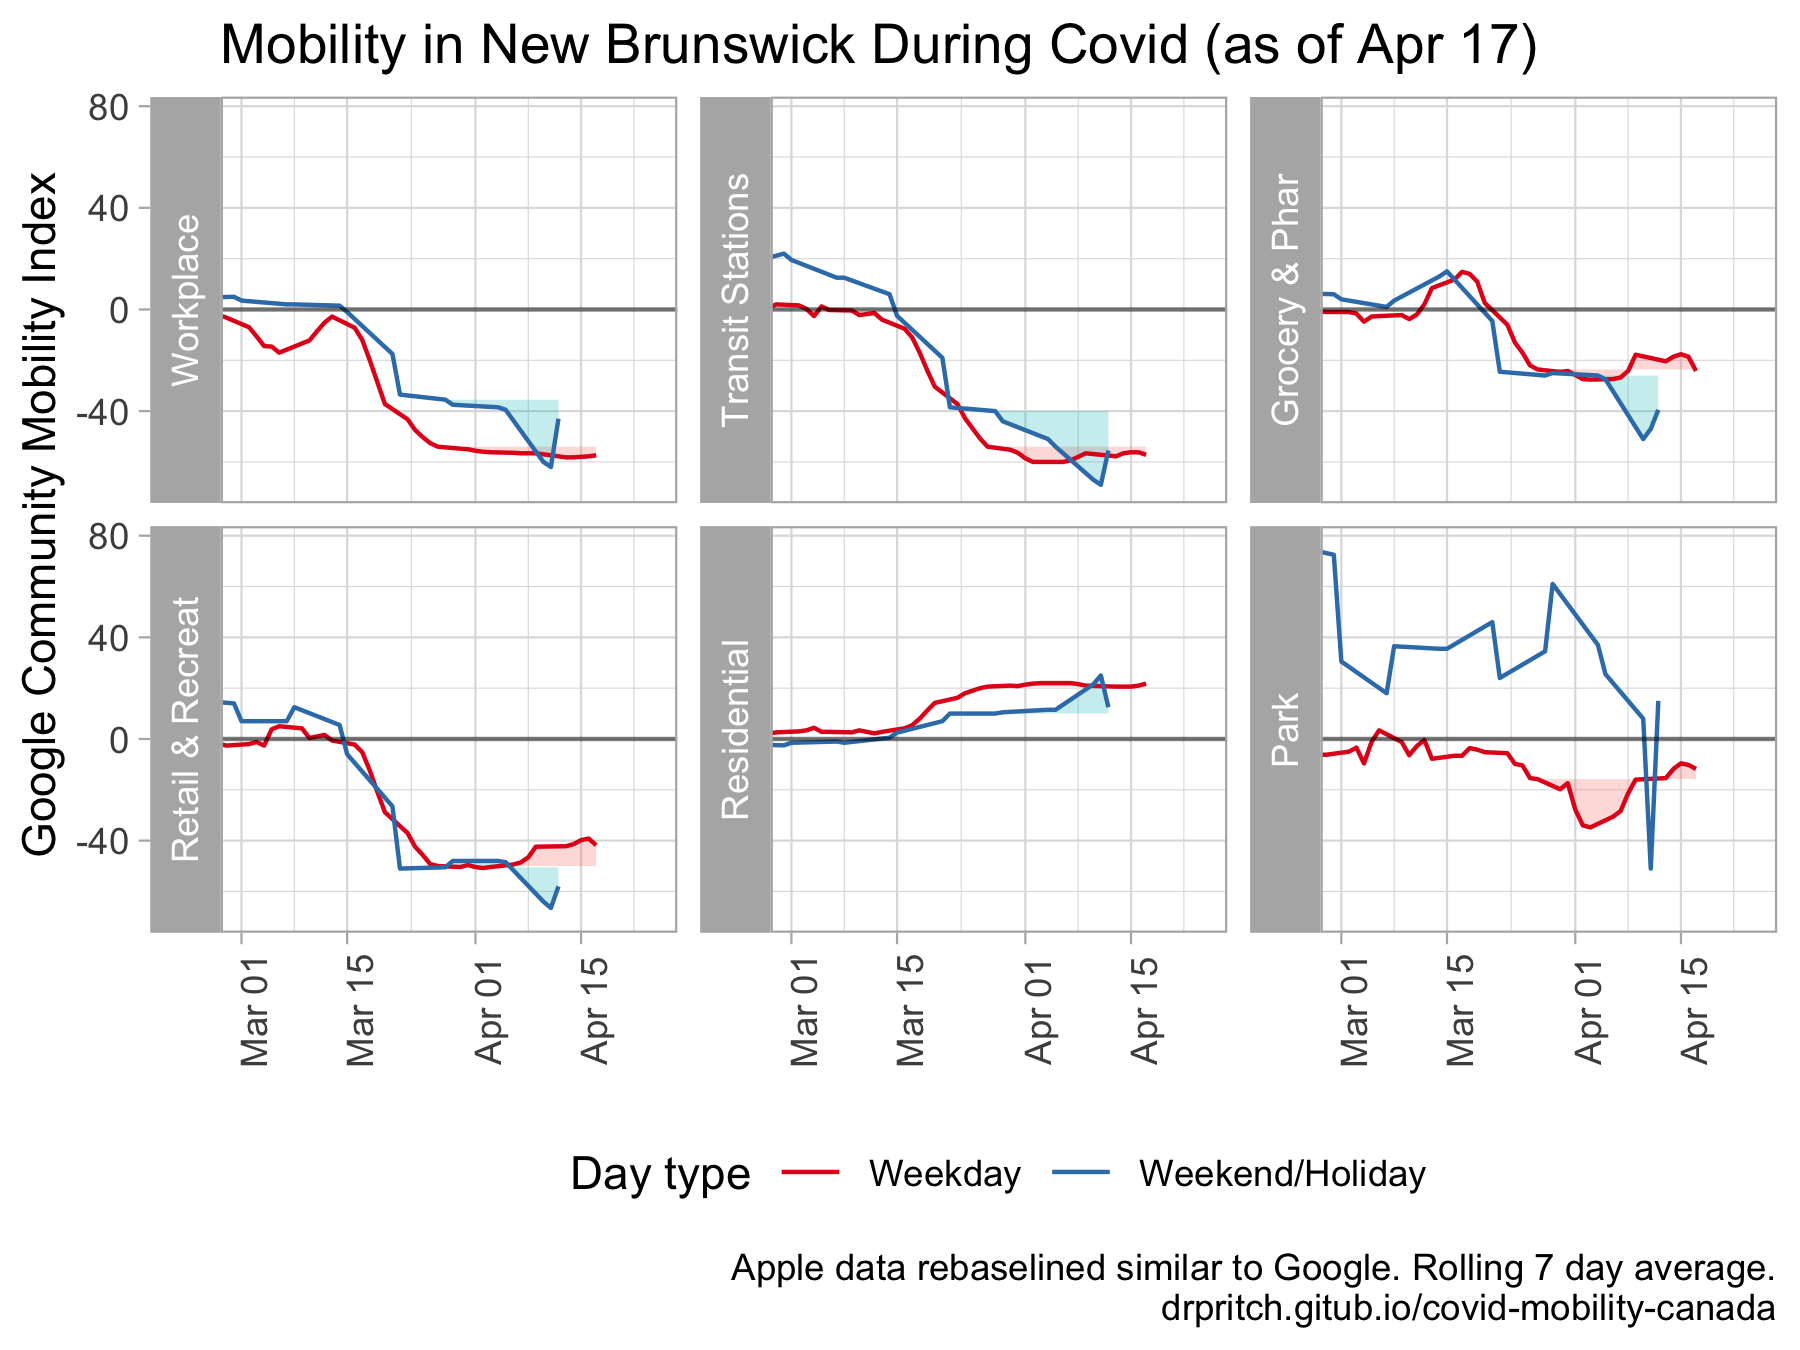 Mobility in New Brunswick During Covid (as of Apr 17)
Google Community Mobility Index
80
40
0
-40
Workplace
Transit Stations
Grocery & Phar
80
40
0
-40
Retail & Recreat
Residential
Park
Mar 01
Mar 15
Apr 01
Apr 15
Mar 01
Mar 15
Apr 01
Apr 15
Mar 01
Mar 15
Apr 01
Apr 15
Day type Weekday Weekend/Holiday
Apple data rebaselined similar to Google. Rolling 7 day average.
drpritch.gitub.io/covid-mobility-canada